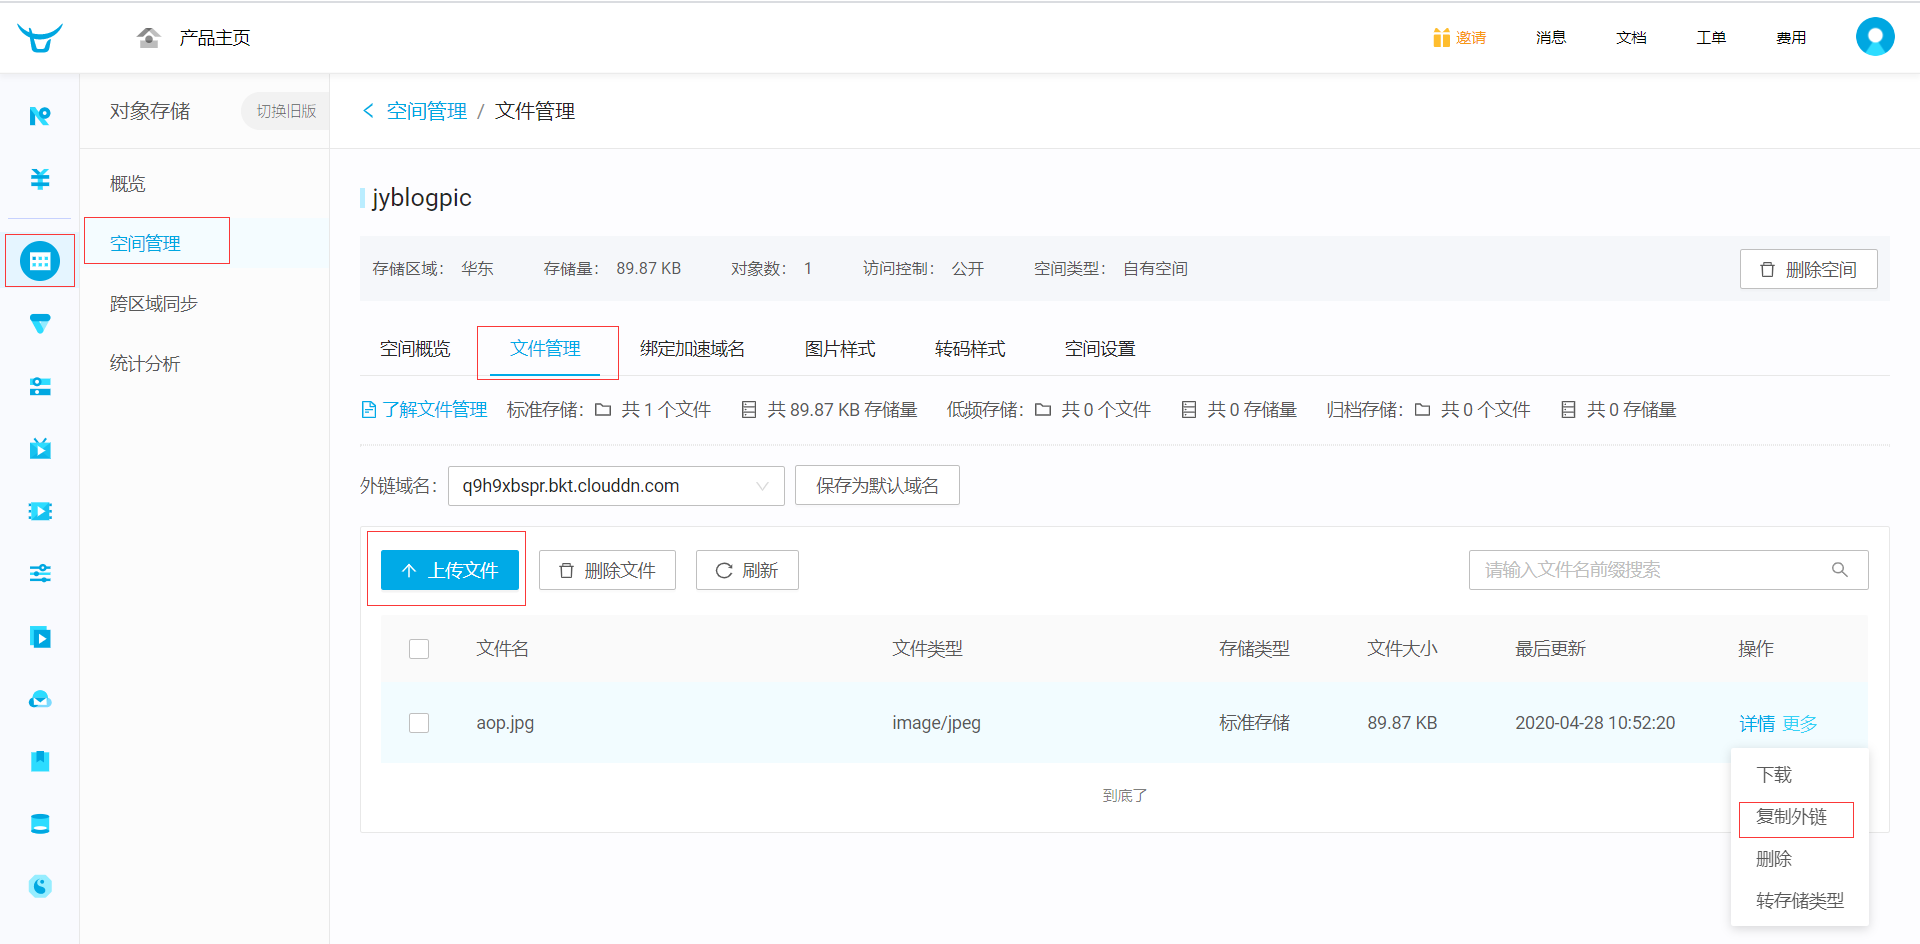 产品主页
邀请 消息 文档 工单 费用
对象存储 切换旧版
空间管理 / 文件管理
概览
空间管理
跨区域同步
统计分析
jyblogpic
存储区域： 华东 存储量： 89.87 KB 对象数： 1 访问控制： 公开 空间类型： 自有空间 删除空间
空间概览 文件管理 绑定加速域名 图片样式 转码样式 空间设置
了解文件管理 标准存储： 共 1 个文件 共 89.87 KB 存储量 低频存储： 共 0 个文件 共 0 存储量 归档存储： 共 0 个文件 共 0 存储量
外链域名： q9h9xbspr.bkt.clouddn.com 保存为默认域名
上传文件 删除文件 刷新 请输入文件名前缀搜索
文件名 文件类型 存储类型 文件大小 最后更新 操作
aop.jpg image/jpeg 标准存储 89.87 KB 2020-04-28 10:52:20 详情 更多
下载
到底了
复制外链
删除
转存储类型